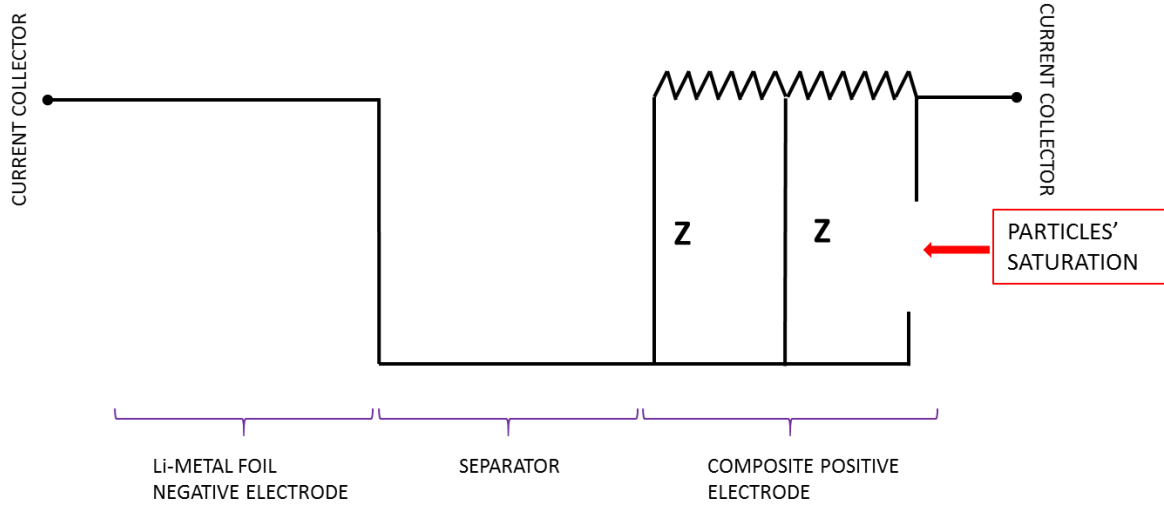 CURRENT COLLECTOR
CURRENT COLLECTOR
Z
Z
PARTICLES'
SATURATION
Li-METAL FOIL
NEGATIVE ELECTRODE
SEPARATOR
COMPOSITE POSITIVE
ELECTRODE